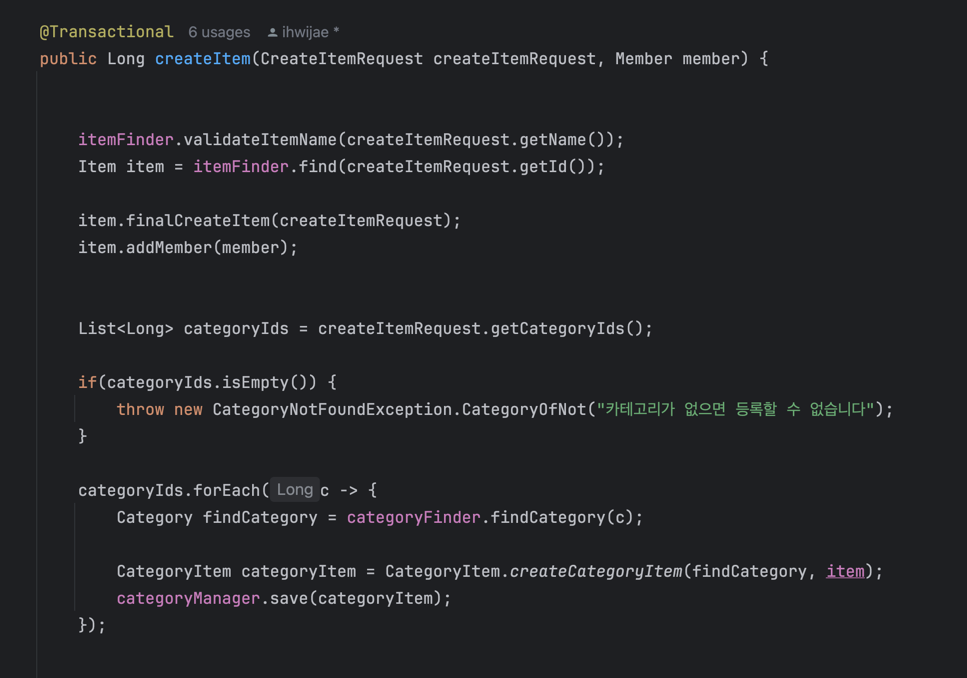 @Transactional 6 usages ihwijae *
public Long createItem(CreateItemRequest createItemRequest, Member member) {
itemFinder.validateItemName(createItemRequest.getName());
Item item = itemFinder.find(createItemRequest.getId());
item.finalCreateItem(createItemRequest);
item.addMember(member);
List<Long> categoryIds = createItemRequest.getCategoryIds();
if(categoryIds.isEmpty()) {
throw new CategoryNotFoundException.CategoryOfNot("카테고리가 없으면 등록할 수 없습니다");
}
categoryIds.forEach( Long c -> {
Category findCategory = categoryFinder.findCategory(c);
CategoryItem categoryItem = CategoryItem.createCategoryItem(findCategory, item);
categoryManager.save(categoryItem);
});